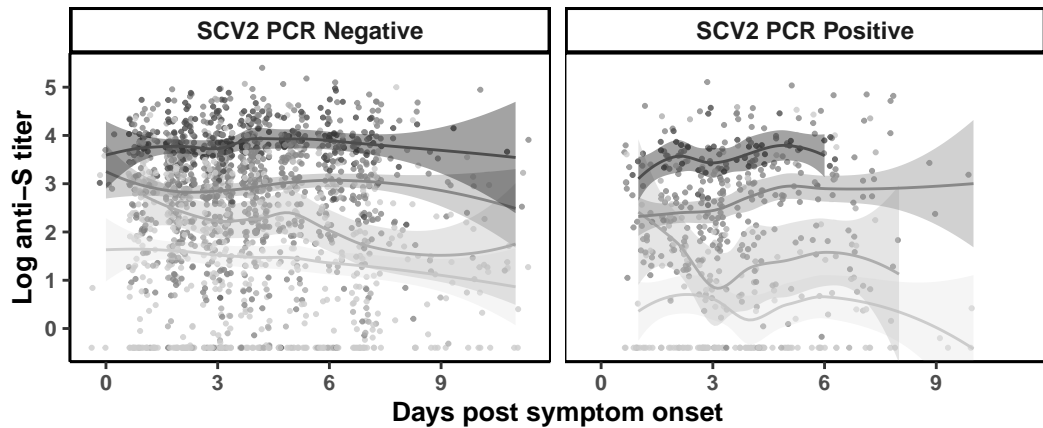 SCV2 PCR Negative SCV2 PCR Positive
Log anti−S titer
5
4
3
2
1
0
0 3 6 9 0 3 6 9
Days post symptom onset